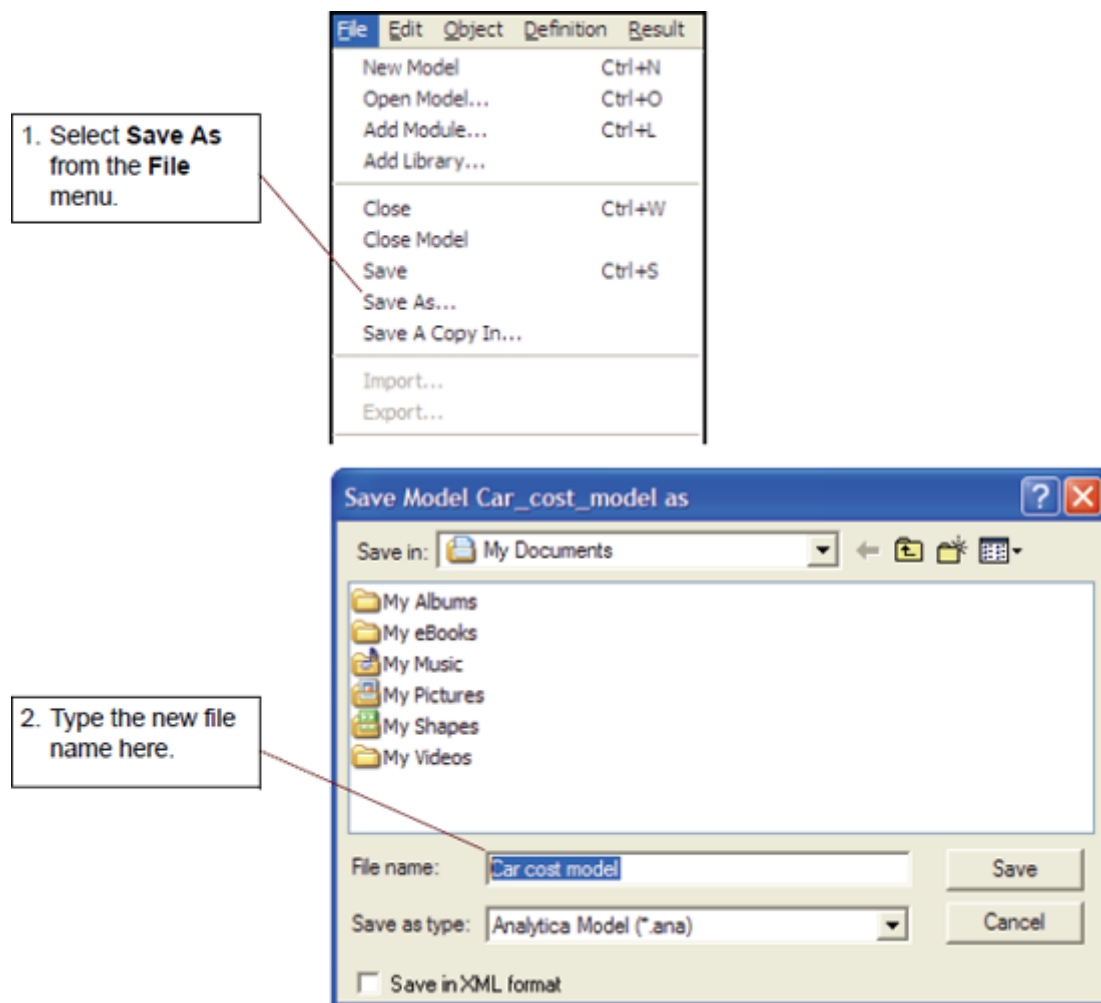 File Edit Object Definition Result
New Model Ctrl+N
Open Model... Ctrl+O
Add Module... Ctrl+L
Add Library...
1. Select Save As
from the File
menu.
Close Ctrl+W
Close Model
Save Ctrl+S
Save As...
Save A Copy In...
Import...
Export...
Save Model Car_cost_model as
Save in: My Documents
My Albums
My eBooks
My Music
My Pictures
My Shapes
My Videos
2. Type the new file
name here.
File name: Car cost model Save
Save as type: Analytica Model (*.ana) Cancel
Save in XML format